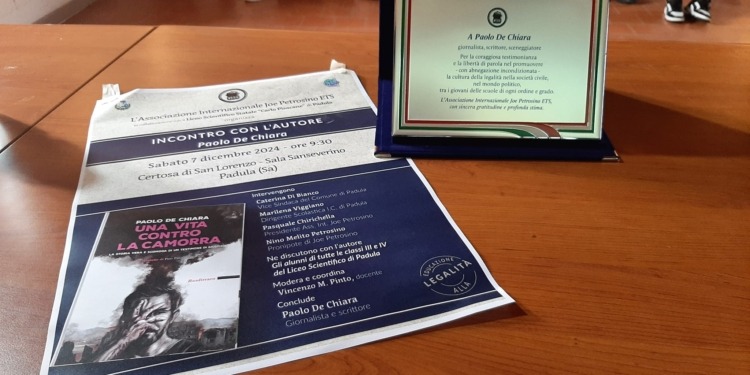 L'Associazione Internazionale Joe Petrosino ETS
Liceo Scientifico Statale "Carlo Pisacane" di Padula
organizza
INCONTRO CON L'AUTORE
Paolo De Chiara
Sabato 7 dicembre 2024 - ore 9:30
Certosa di San Lorenzo - Sala Sanseverino
Padula (Sa)
Intervengono
Caterina Di Bianco
Vice Sindaco del Comune di Padula
Marilena Viggiano
Dirigente Scolastica I.C. di Padula
Pasquale Chirichella
Presidente Ass. Int. Joe Petrosino
Nino Melito Petrosino
Pronipote di Joe Petrosino
Ne discutono con l'autore
Gli alunni di tutte le classi III e IV
del Liceo Scientifico di Padula
Modera e coordina
Vincenzo M. Pinto, docente
Conclude
Paolo De Chiara
Giornalista e scrittore
PAOLO DE CHIARA
UNA VITA
CONTRO
LA CAMORRA
EDUCAZIONE
ALLA
LEGALITÀ
A Paolo De Chiara
giornalista, scrittore, sceneggiatore
Per la coraggiosa testimonianza
e la libertà di parola nel promuovere
- con abnegazione incondizionata -
la cultura della legalità nella società civile,
nel mondo politico,
tra i giovani delle scuole di ogni ordine e grado.
L'Associazione Internazionale Joe Petrosino ETS,
con sincera gratitudine e profonda stima.